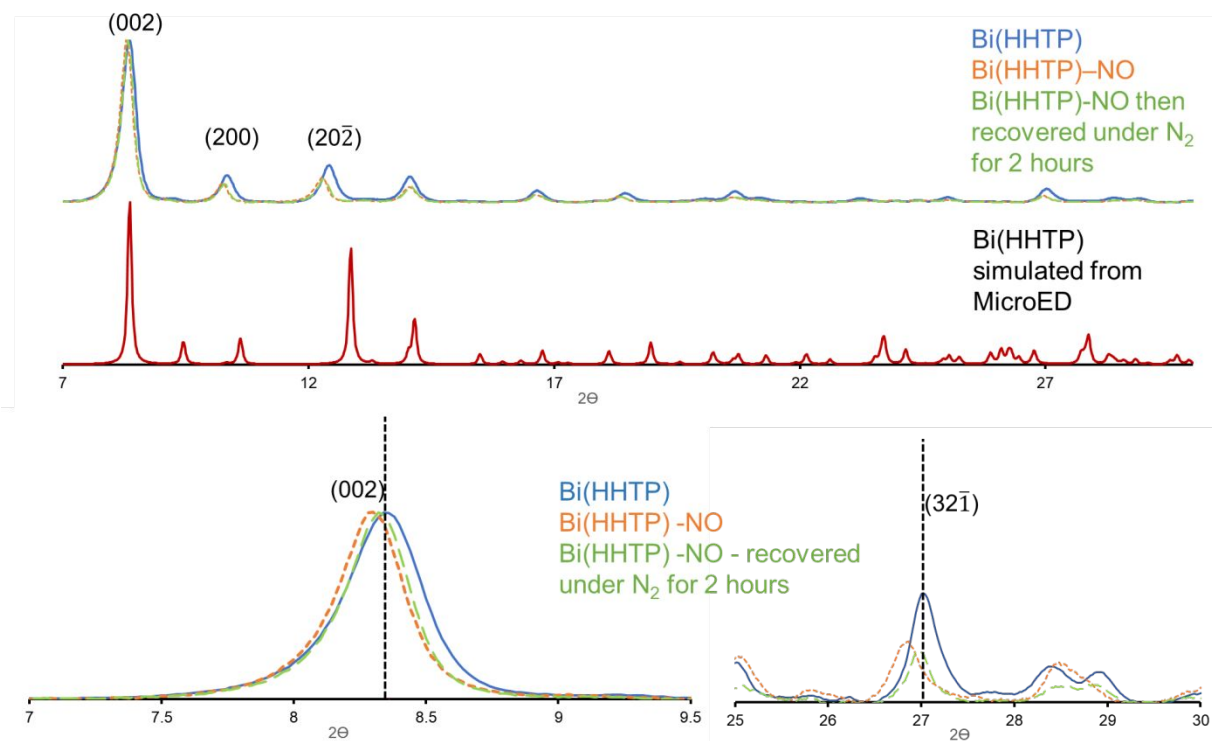 (002)
(200)
(202̅)
Bi(HHTP)
Bi(HHTP)–NO
Bi(HHTP)-NO then
recovered under N₂
for 2 hours
Bi(HHTP)
simulated from
MicroED
7 12 17 22 27
2Θ
(002)
Bi(HHTP)
Bi(HHTP) -NO
Bi(HHTP) -NO - recovered
under N₂ for 2 hours
7 7.5 8 8.5 9 9.5
2Θ
(321̅)
25 26 27 28 29 30
2Θ